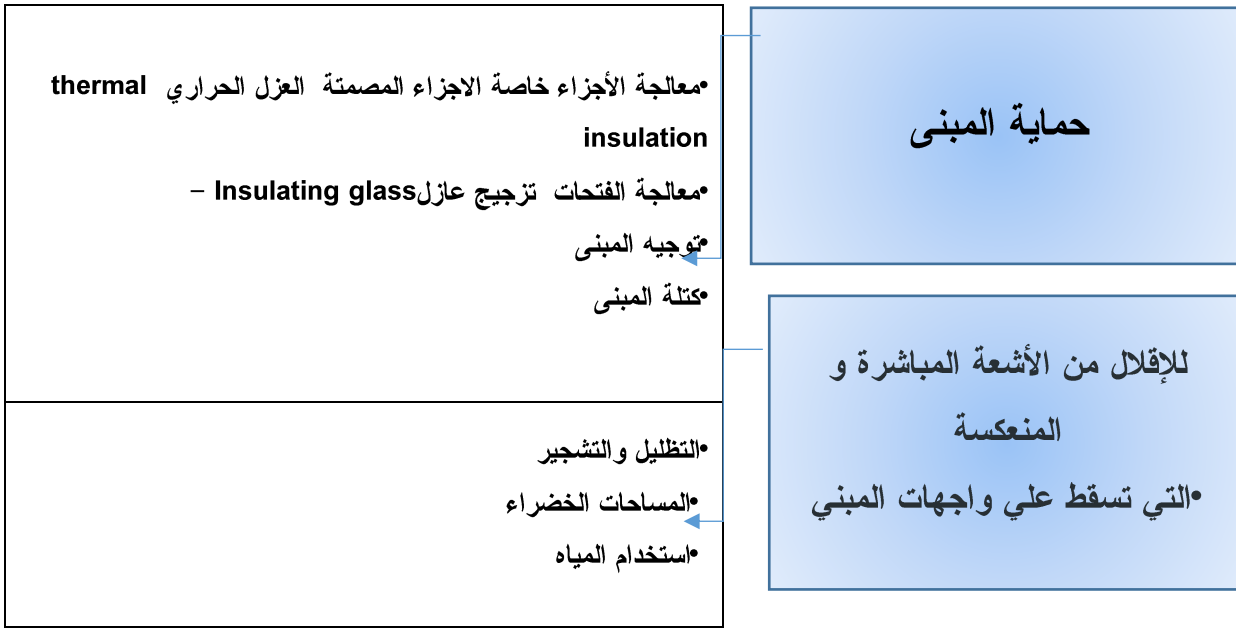 حماية المبنى
•معالجة الأجزاء خاصة الاجزاء المصمتة العزل الحراري thermal
insulation
•معالجة الفتحات تزجيج عازلInsulating glass –
•توجيه المبنى
•كتلة المبنى
للإقلال من الأشعة المباشرة و
المنعكسة
•التي تسقط علي واجهات المبني
•التظليل والتشجير
•المساحات الخضراء
•استخدام المياه